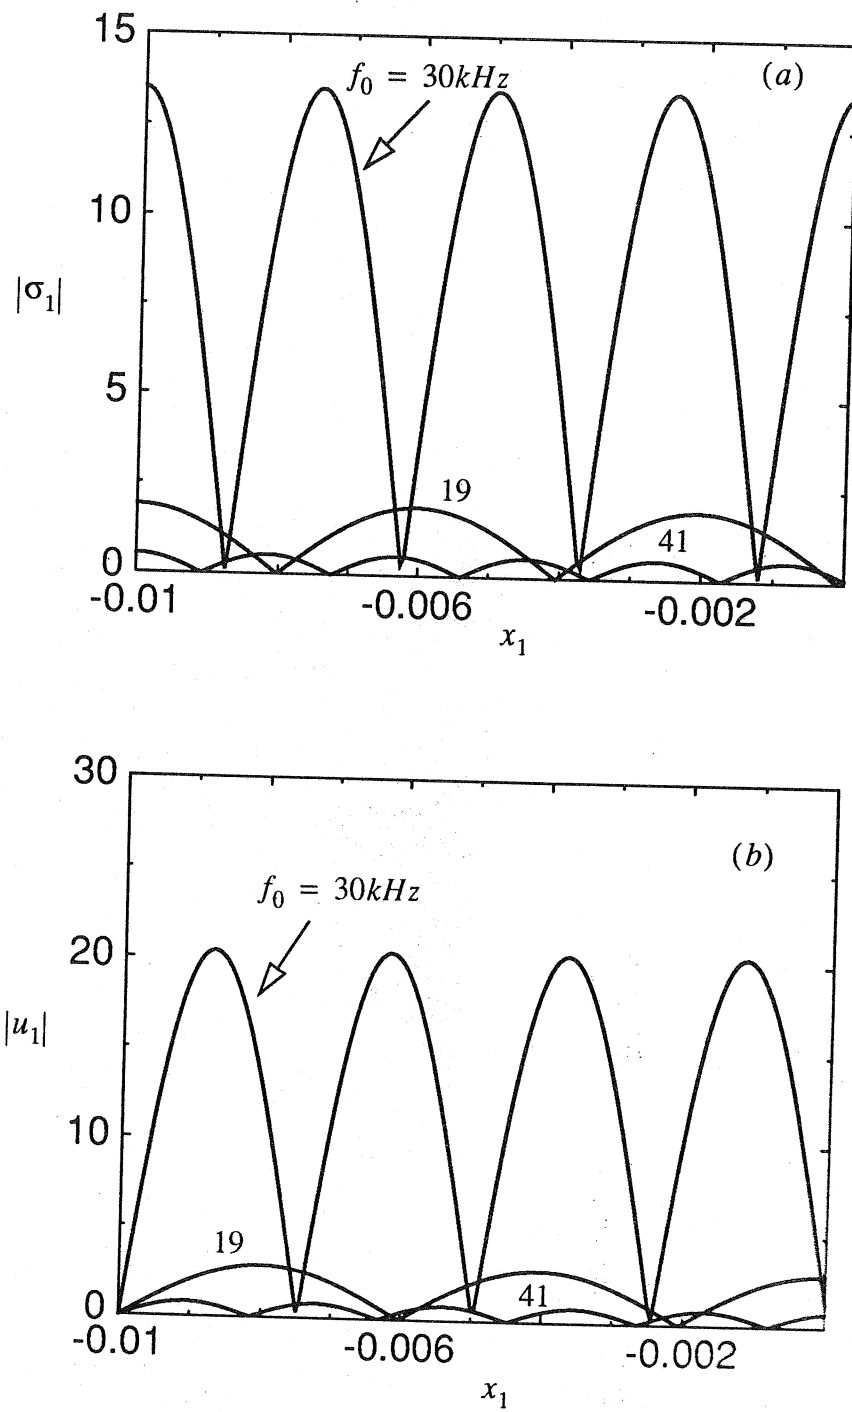 15
f₀ = 30kHz
(a)
10
|σ₁|
5
19
41
0
-0.01 -0.006 -0.002
x₁
30
(b)
f₀ = 30kHz
20
|u₁|
10
19
41
0
-0.01 -0.006 -0.002
x₁